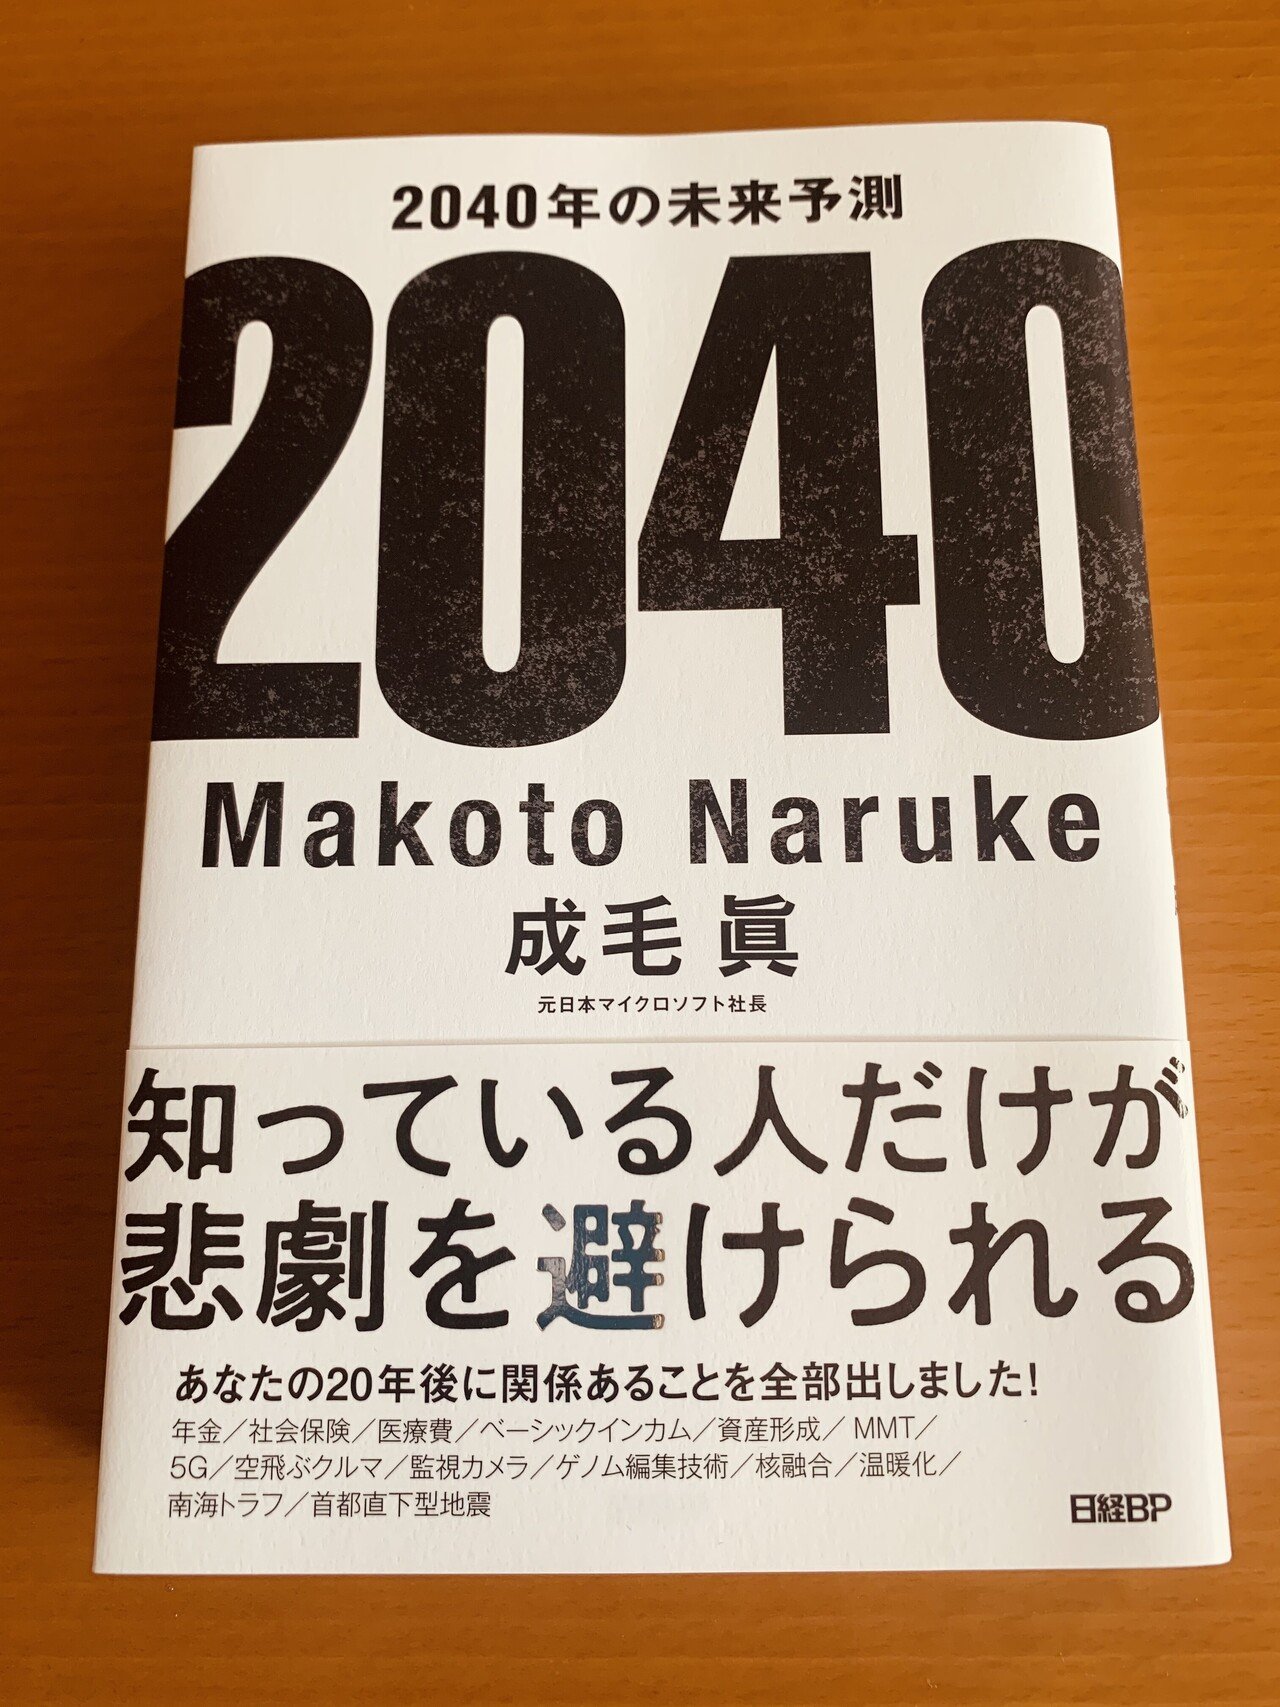 2040年の未来予測
2040
Makoto Naruke
成毛 眞
元日本マイクロソフト社長
知っている人だけが
悲劇を避けられる
あなたの20年後に関係あることを全部出しました!
年金／社会保険／医療費／ベーシックインカム／資産形成／MMT／
5G／空飛ぶクルマ／監視カメラ／ゲノム編集技術／核融合／温暖化／
南海トラフ／首都直下型地震
日経BP